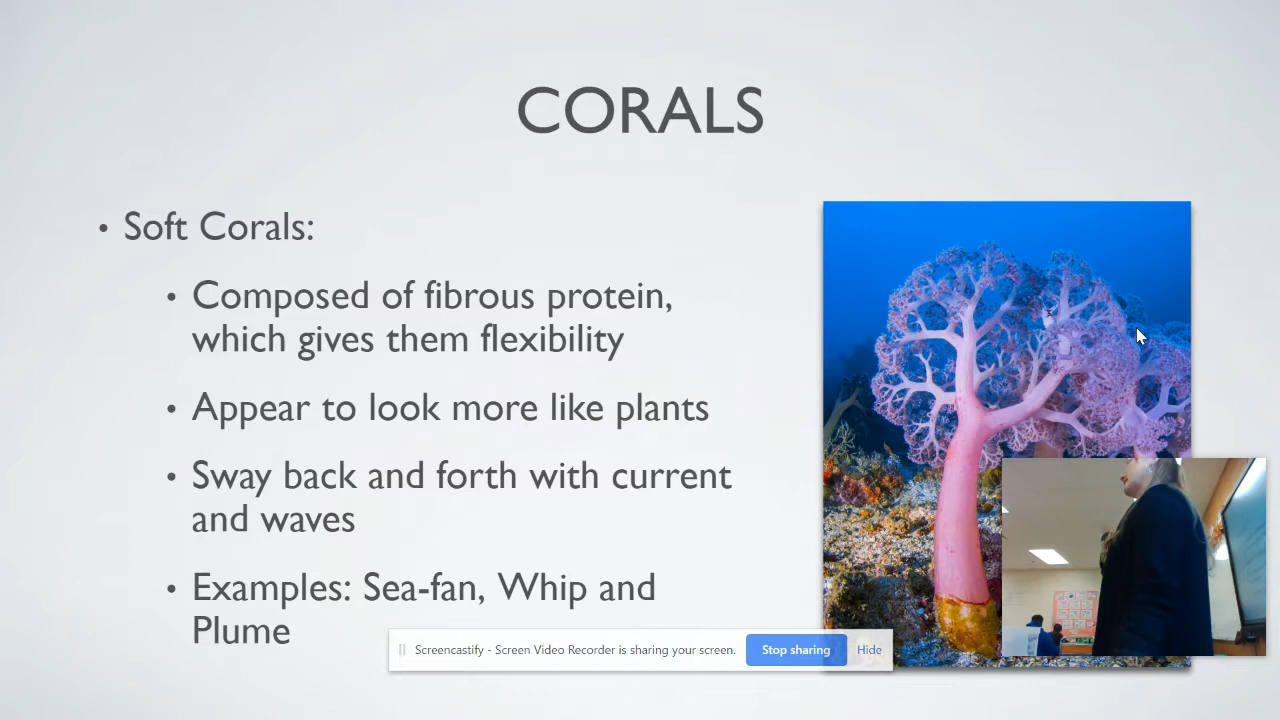 CORALS
• Soft Corals:
• Composed of fibrous protein,
which gives them flexibility
• Appear to look more like plants
• Sway back and forth with current
and waves
• Examples: Sea-fan, Whip and
Plume
Screencastify - Screen Video Recorder is sharing your screen. Stop sharing Hide